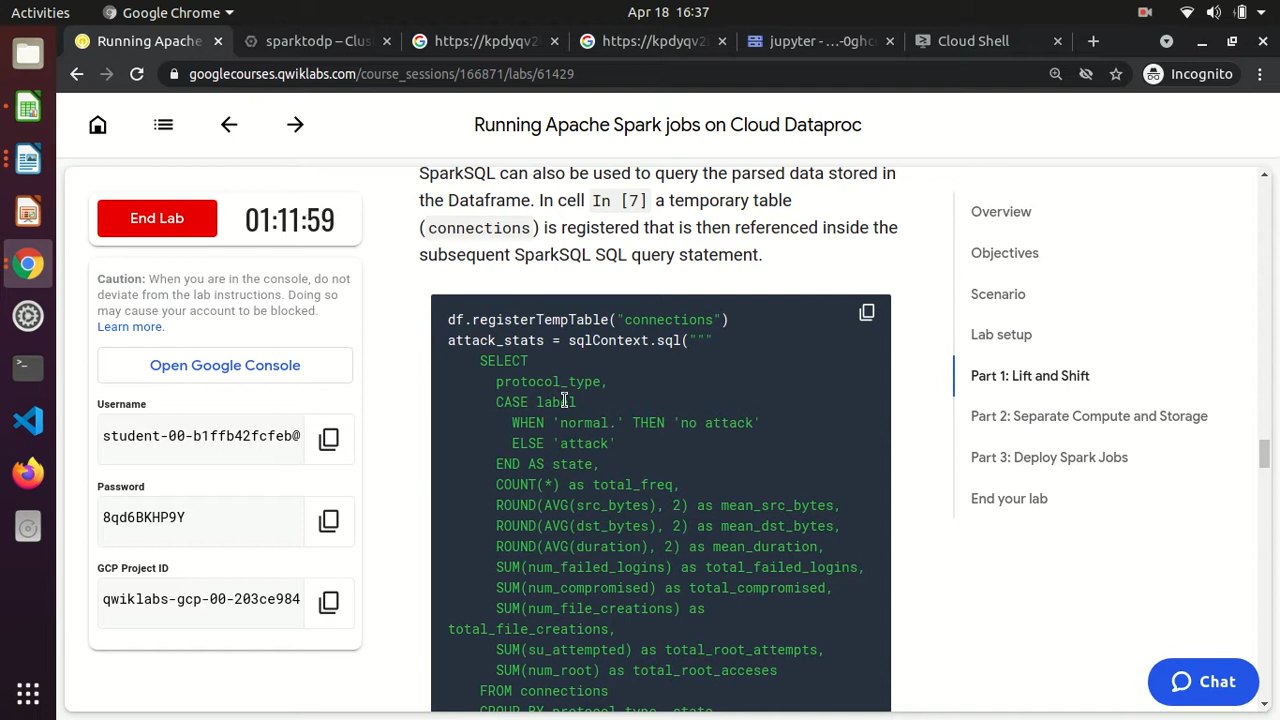 Activities
Google Chrome
Apr 18 16:37
Running Apache
sparktodp – Clus
https://kpdyqv2
https://kpdyqv2
jupyter - ...-0ghc
Cloud Shell
googlecourses.qwiklabs.com/course_sessions/166871/labs/61429
Incognito
Running Apache Spark jobs on Cloud Dataproc
End Lab
01:11:59
Caution: When you are in the console, do not
deviate from the lab instructions. Doing so
may cause your account to be blocked.
Learn more.
Open Google Console
Username
student-00-b1ffb42fcfeb@
Password
8qd6BKHP9Y
GCP Project ID
qwiklabs-gcp-00-203ce984
SparkSQL can also be used to query the parsed data stored in
the Dataframe. In cell In [7] a temporary table
(connections) is registered that is then referenced inside the
subsequent SparkSQL SQL query statement.
df.registerTempTable("connections")
attack_stats = sqlContext.sql("""
SELECT
protocol_type,
CASE label
WHEN 'normal.' THEN 'no attack'
ELSE 'attack'
END AS state,
COUNT(*) as total_freq,
ROUND(AVG(src_bytes), 2) as mean_src_bytes,
ROUND(AVG(dst_bytes), 2) as mean_dst_bytes,
ROUND(AVG(duration), 2) as mean_duration,
SUM(num_failed_logins) as total_failed_logins,
SUM(num_compromised) as total_compromised,
SUM(num_file_creations) as
total_file_creations,
SUM(su_attempted) as total_root_attempts,
SUM(num_root) as total_root_acceses
FROM connections
GROUP BY protocol_type, state
Overview
Objectives
Scenario
Lab setup
Part 1: Lift and Shift
Part 2: Separate Compute and Storage
Part 3: Deploy Spark Jobs
End your lab
Chat